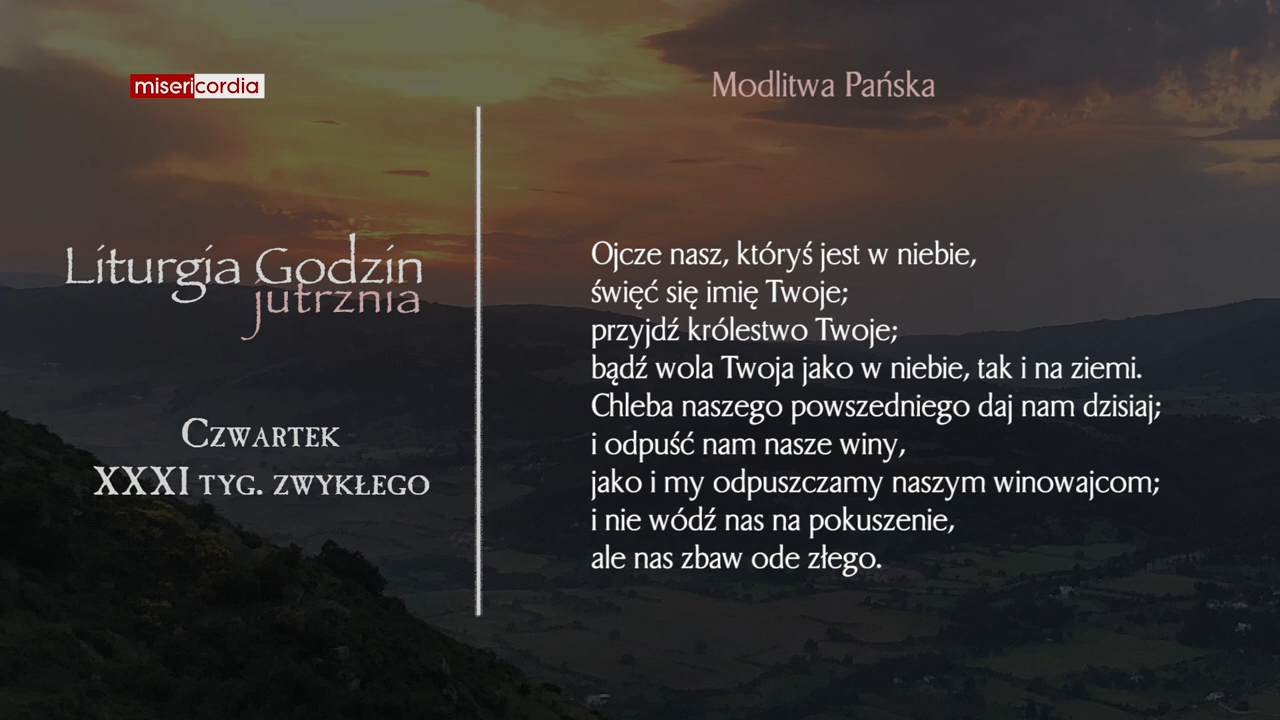 misericordia
Liturgia Godzin
jutrznia
Czwartek
XXXI tyg. zwykłego
Modlitwa Pańska
Ojcze nasz, któryś jest w niebie,
święć się imię Twoje;
przyjdź królestwo Twoje;
bądź wola Twoja jako w niebie, tak i na ziemi.
Chleba naszego powszedniego daj nam dzisiaj;
i odpuść nam nasze winy,
jako i my odpuszczamy naszym winowajcom;
i nie wódź nas na pokuszenie,
ale nas zbaw ode złego.